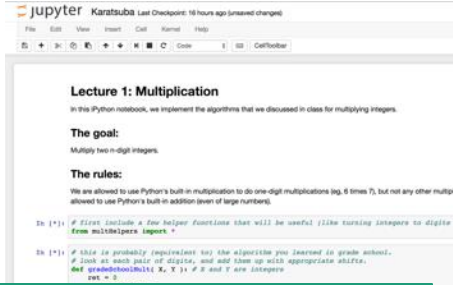 jupyter Karatsuba Last Checkpoint: 16 hours ago (unsaved changes)
File Edit View Insert Cell Kernel Help
Code CellToolbar
Lecture 1: Multiplication
In this IPython notebook, we implement the algorithms that we discussed in class for multiplying integers.
The goal:
Multiply two n-digit integers.
The rules:
We are allowed to use Python's built-in multiplication to do one-digit multiplications (eg, 6 times 7), but not any other
allowed to use Python's built-in addition (even of large numbers).
In [*]: # first include a few helper functions that will be useful (like turning integers to digits
from multHelpers import *
In [*]: # this is probably (equivalent to) the algorithm you learned in grade school.
# look at each pair of digits, and add them up with appropriate shifts.
def gradeSchoolMult( X, Y ): # X and Y are integers
ret = 0